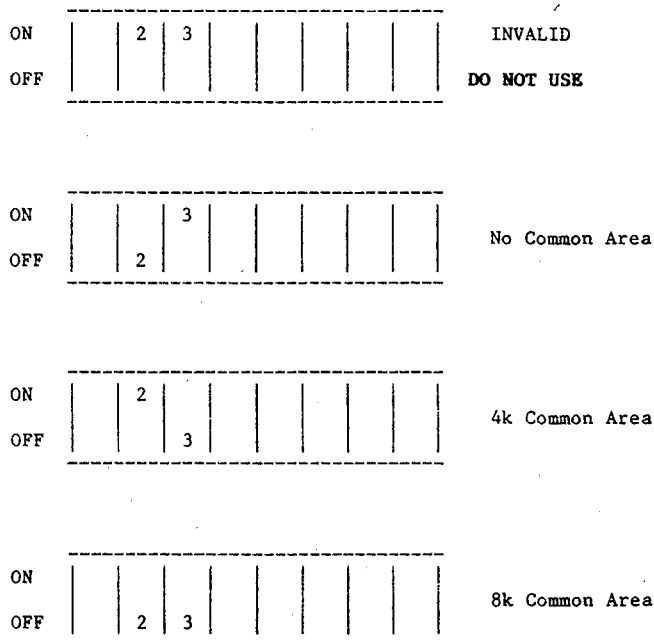 ON 2 3 INVALID
OFF DO NOT USE
ON 3
No Common Area
OFF 2
ON 2
4k Common Area
OFF 3
ON
8k Common Area
OFF 2 3